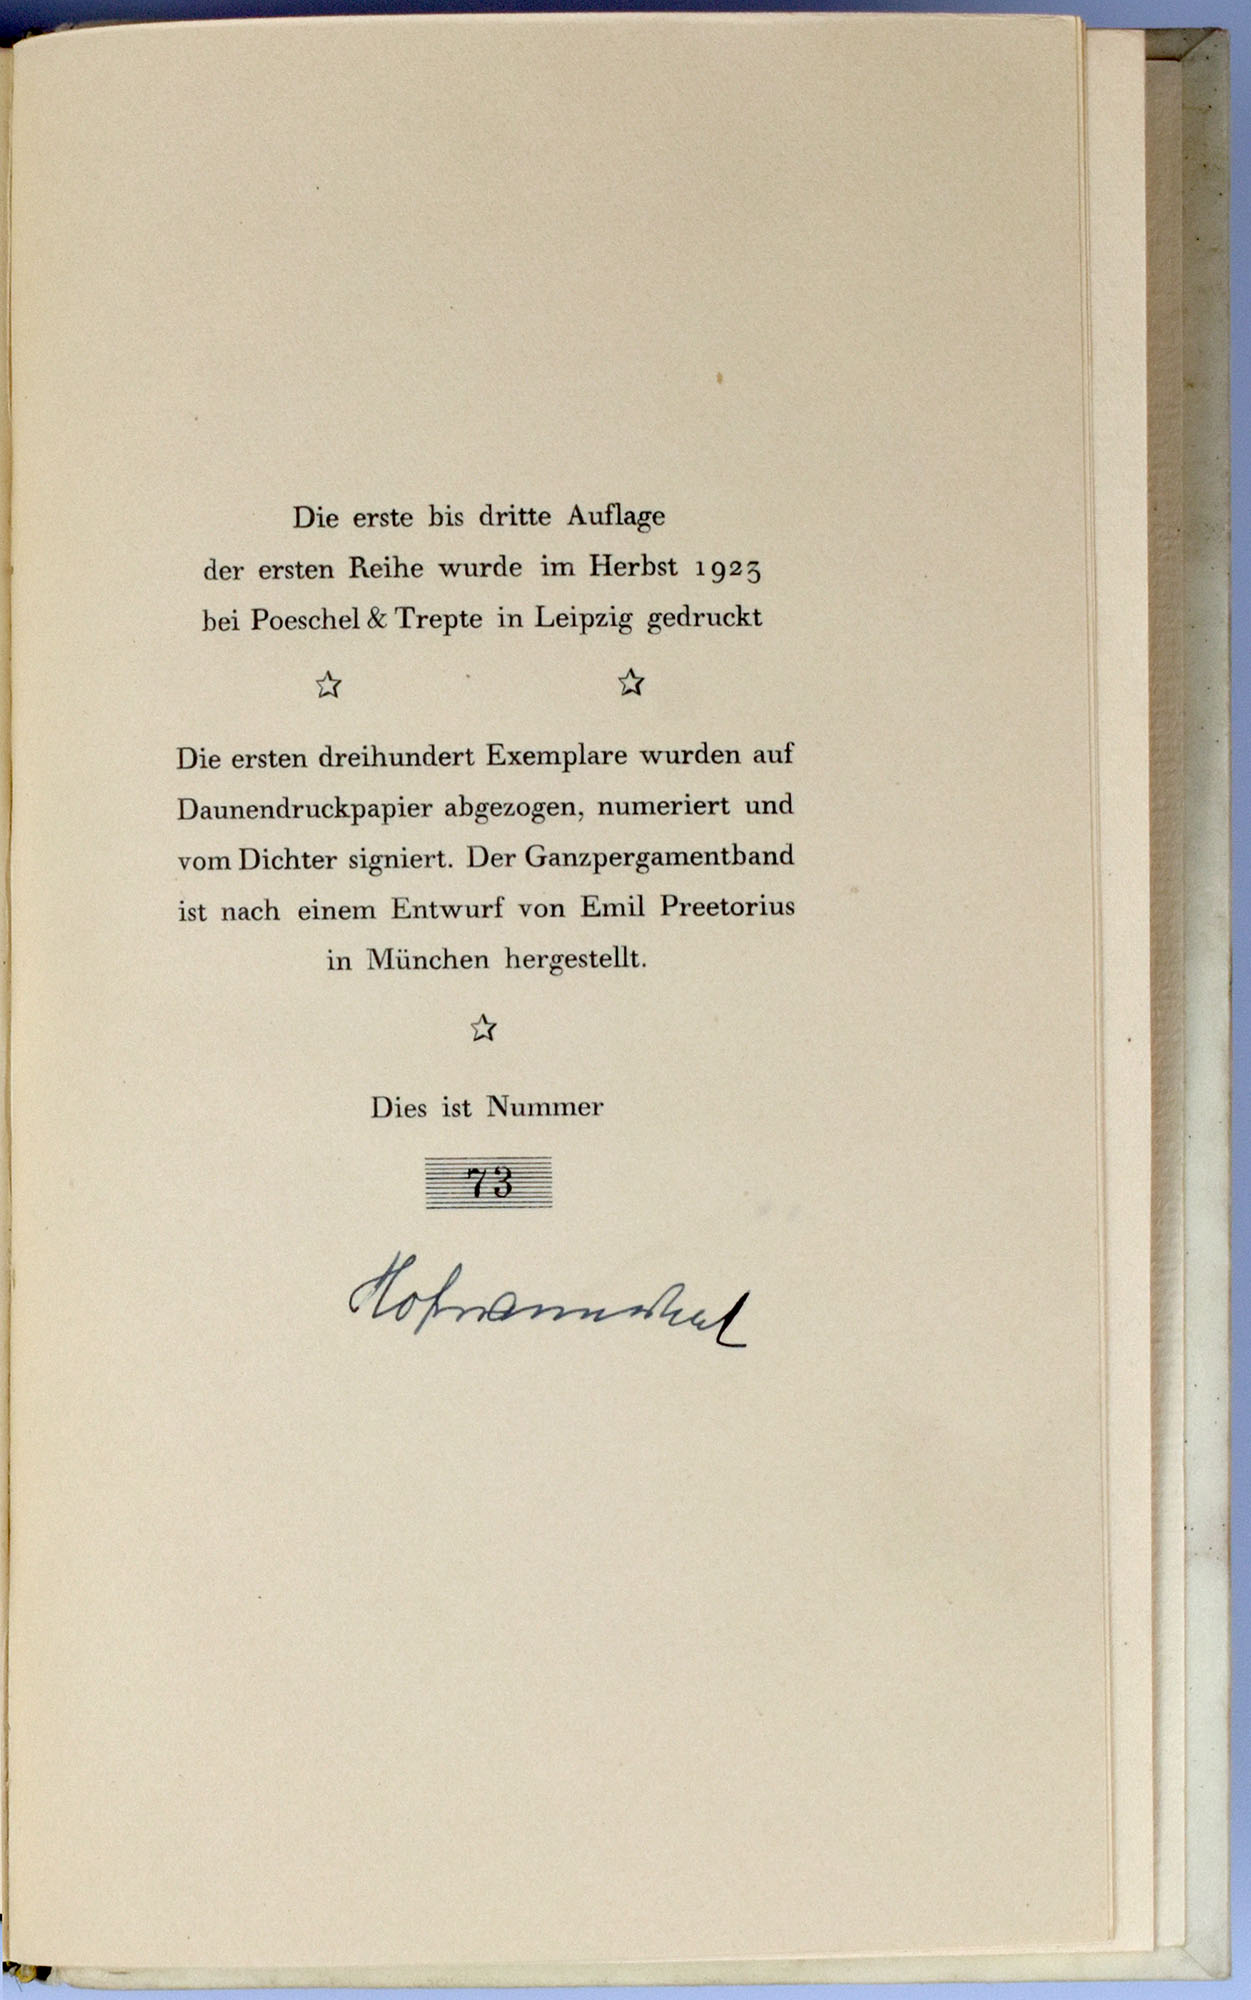 Die erste bis dritte Auflage
der ersten Reihe wurde im Herbst 1923
bei Poeschel & Trepte in Leipzig gedruckt
Die ersten dreihundert Exemplare wurden auf
Daunendruckpapier abgezogen, numeriert und
vom Dichter signiert. Der Ganzpergamentband
ist nach einem Entwurf von Emil Preetorius
in München hergestellt.
Dies ist Nummer
73
Hofmannsthal